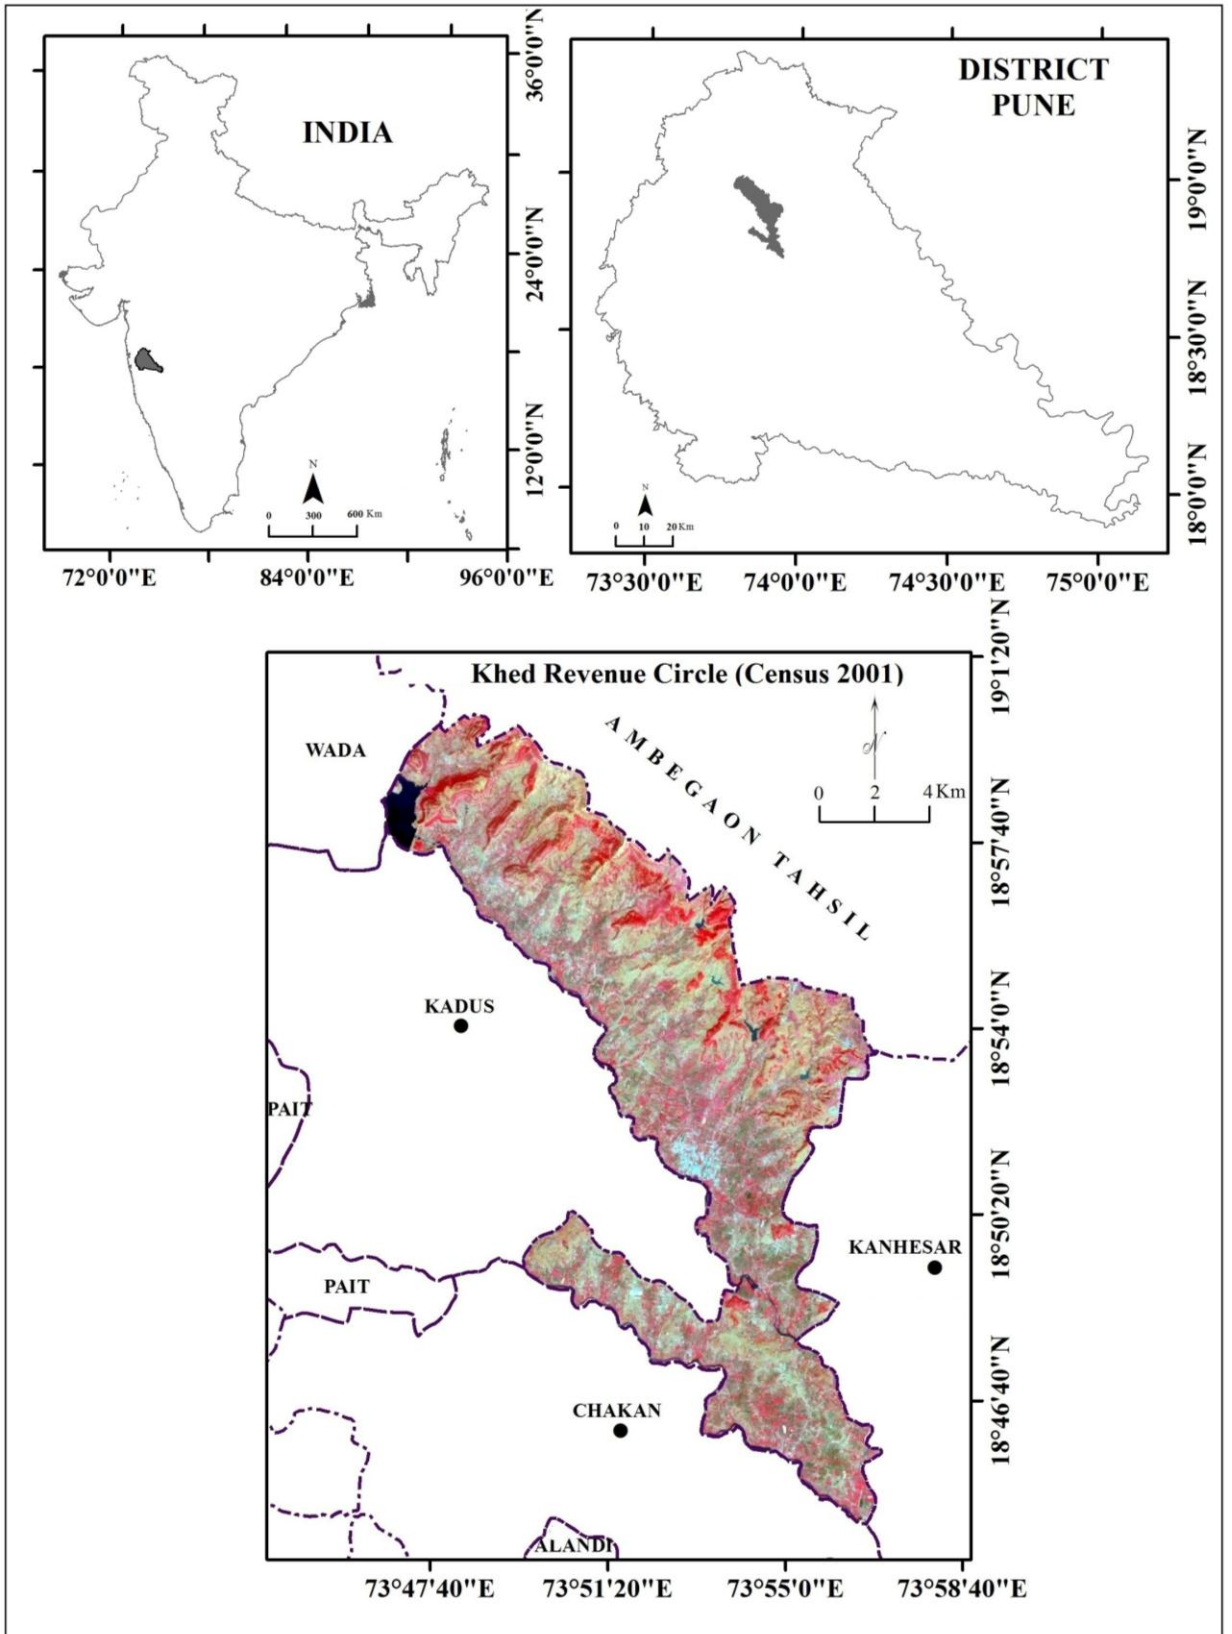 INDIA
N
0 300 600 Km
36°0'0"N
24°0'0"N
12°0'0"N
72°0'0"E 84°0'0"E 96°0'0"E
DISTRICT
PUNE
N
0 10 20 Km
19°0'0"N
18°30'0"N
18°0'0"N
73°30'0"E 74°0'0"E 74°30'0"E 75°0'0"E
Khed Revenue Circle (Census 2001)
N
0 2 4 Km
WADA
AMBEGAON TAHSIL
KADUS
PAIT
KANHESAR
PAIT
CHAKAN
ALANDI
19°1'20"N
18°57'40"N
18°54'0"N
18°50'20"N
18°46'40"N
73°47'40"E 73°51'20"E 73°55'0"E 73°58'40"E